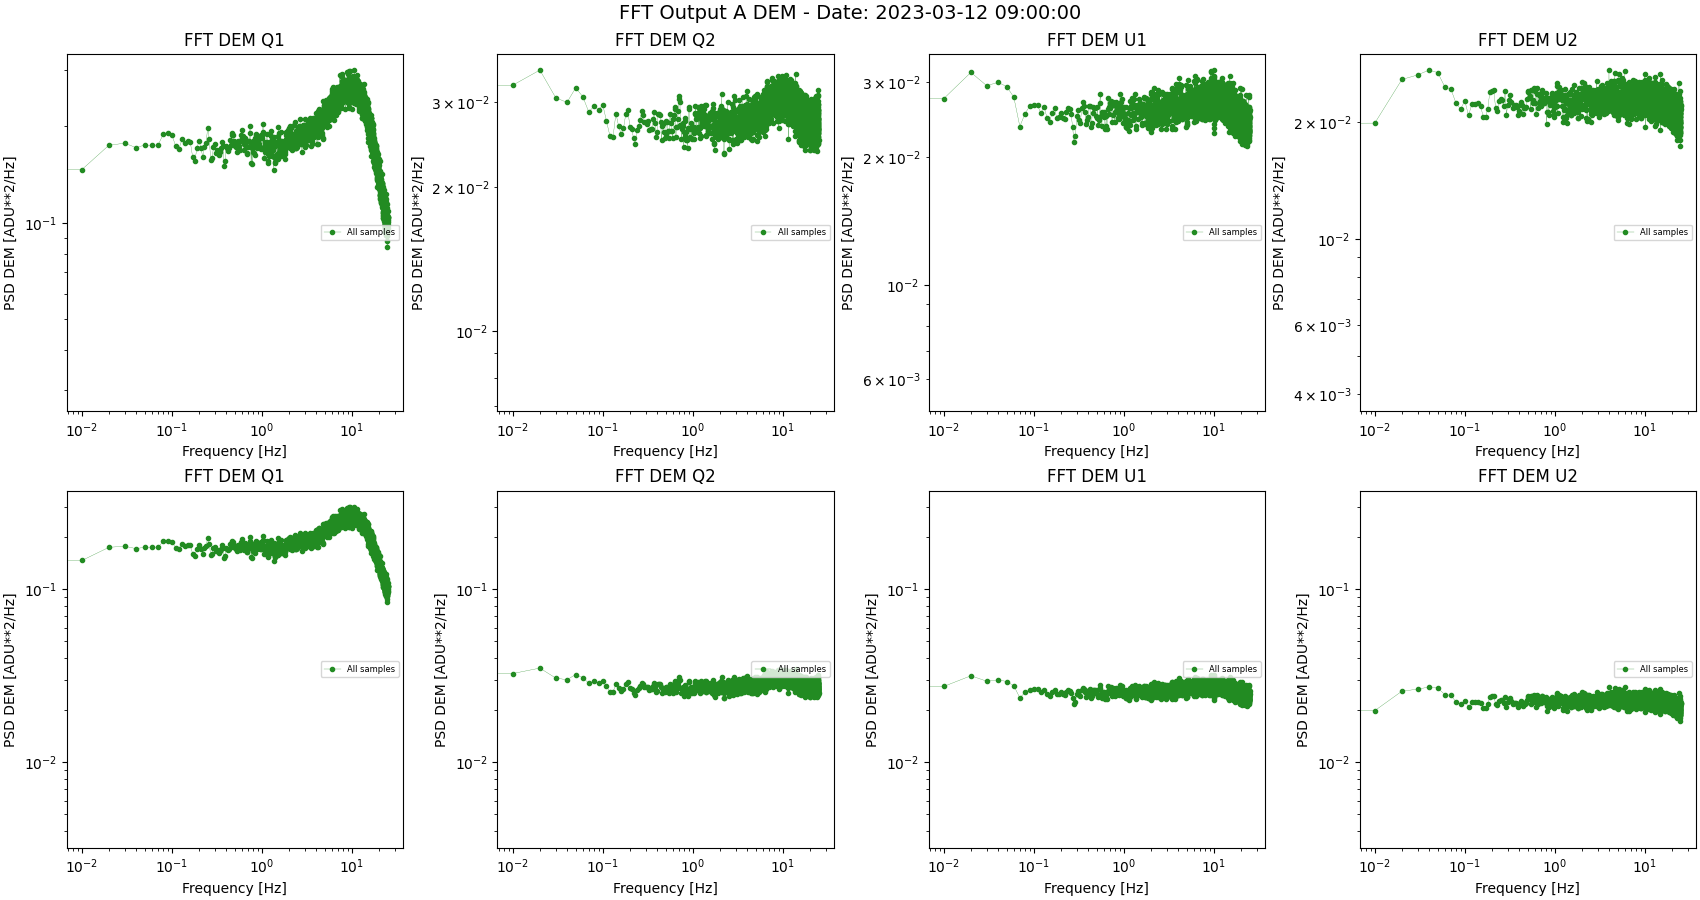 FFT Output A DEM - Date: 2023-03-12 09:00:00
FFT DEM Q1
PSD DEM [ADU**2/Hz]
10⁻¹
All samples
10⁻² 10⁻¹ 10⁰ 10¹
Frequency [Hz]
FFT DEM Q2
PSD DEM [ADU**2/Hz]
3 × 10⁻²
2 × 10⁻²
10⁻²
All samples
10⁻² 10⁻¹ 10⁰ 10¹
Frequency [Hz]
FFT DEM U1
PSD DEM [ADU**2/Hz]
3 × 10⁻²
2 × 10⁻²
10⁻²
6 × 10⁻³
All samples
10⁻² 10⁻¹ 10⁰ 10¹
Frequency [Hz]
FFT DEM U2
PSD DEM [ADU**2/Hz]
2 × 10⁻²
10⁻²
6 × 10⁻³
4 × 10⁻³
All samples
10⁻² 10⁻¹ 10⁰ 10¹
Frequency [Hz]
FFT DEM Q1
PSD DEM [ADU**2/Hz]
10⁻¹
10⁻²
All samples
10⁻² 10⁻¹ 10⁰ 10¹
Frequency [Hz]
FFT DEM Q2
PSD DEM [ADU**2/Hz]
10⁻¹
10⁻²
All samples
10⁻² 10⁻¹ 10⁰ 10¹
Frequency [Hz]
FFT DEM U1
PSD DEM [ADU**2/Hz]
10⁻¹
10⁻²
All samples
10⁻² 10⁻¹ 10⁰ 10¹
Frequency [Hz]
FFT DEM U2
PSD DEM [ADU**2/Hz]
10⁻¹
10⁻²
All samples
10⁻² 10⁻¹ 10⁰ 10¹
Frequency [Hz]